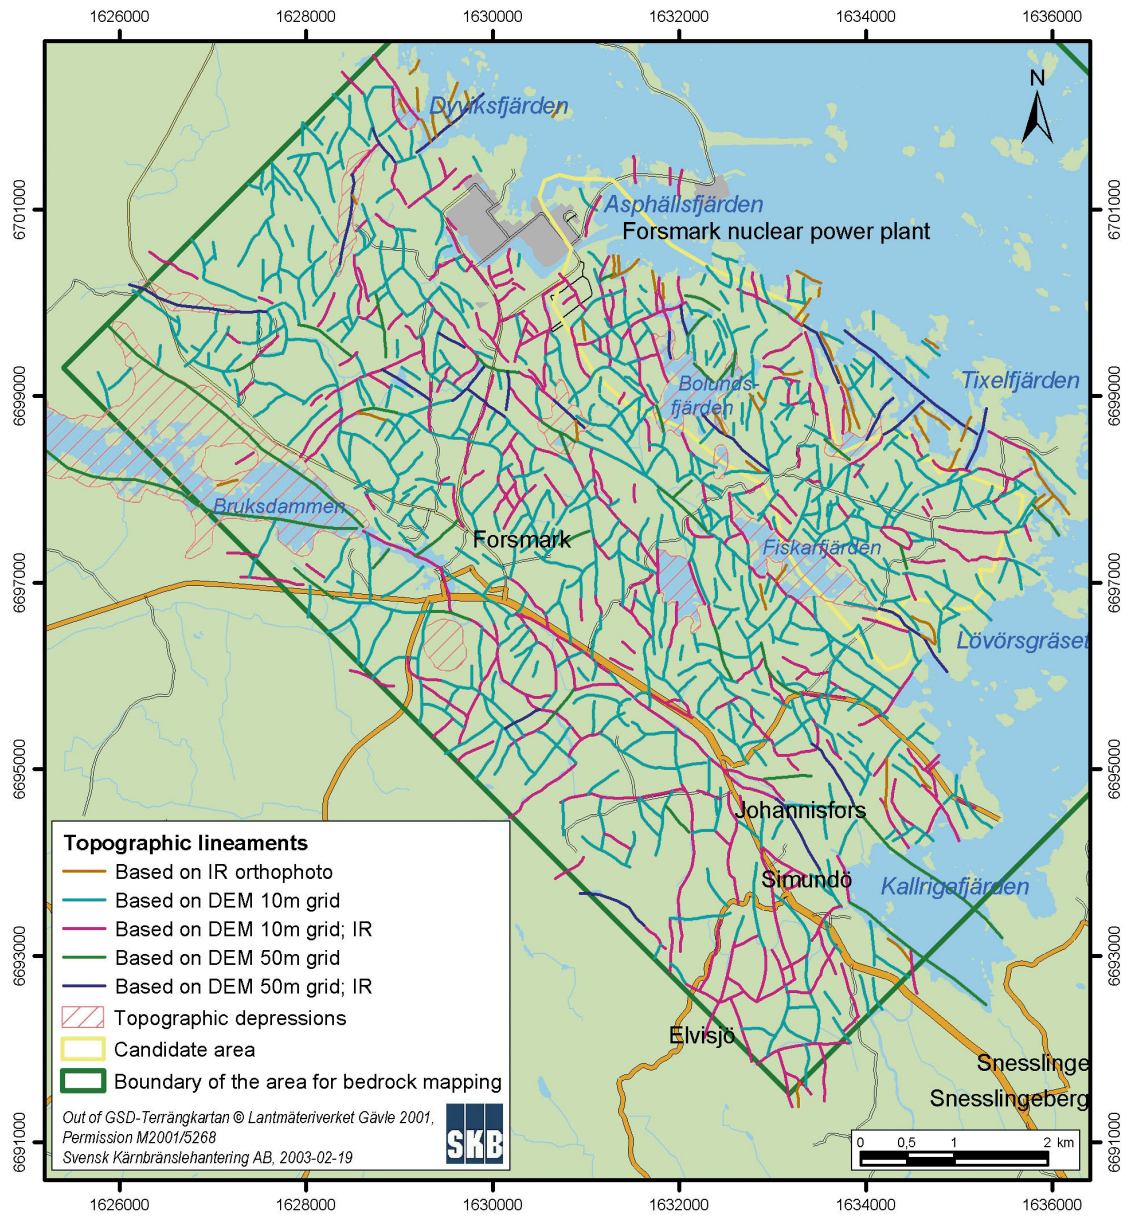 1626000 1628000 1630000 1632000 1634000 1636000
N
Dyviksfjärden
6701000
Asphällsfjärden
6701000
Forsmark nuclear power plant
6699000
Bolunds-
fjärden
Tixelfjärden
6699000
Bruksdammen
Forsmark
Fiskarfjärden
6697000
6697000
Lövörsgräset
6695000
6695000
Johannisfors
Simundö
Kallrigafjärden
6693000
6693000
Elvisjö
Snesslinge
Snesslingeberg
6691000
6691000
Topographic lineaments
Based on IR orthophoto
Based on DEM 10m grid
Based on DEM 10m grid; IR
Based on DEM 50m grid
Based on DEM 50m grid; IR
Topographic depressions
Candidate area
Boundary of the area for bedrock mapping
Out of GSD-Terrängkartan © Lantmäteriverket Gävle 2001,
Permission M2001/5268
Svensk Kärnbränslehantering AB, 2003-02-19
SKB
0 0,5 1 2 km
1626000 1628000 1630000 1632000 1634000 1636000